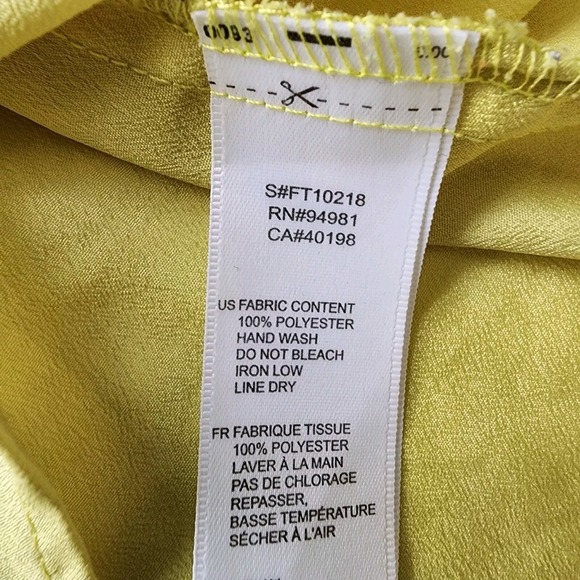 S#FT10218
RN#94981
CA#40198
US FABRIC CONTENT
100% POLYESTER
HAND WASH
DO NOT BLEACH
IRON LOW
LINE DRY
FR FABRIQUE TISSUE
100% POLYESTER
LAVER À LA MAIN
PAS DE CHLORAGE
REPASSER,
BASSE TEMPÉRATURE
SÉCHER À L'AIR